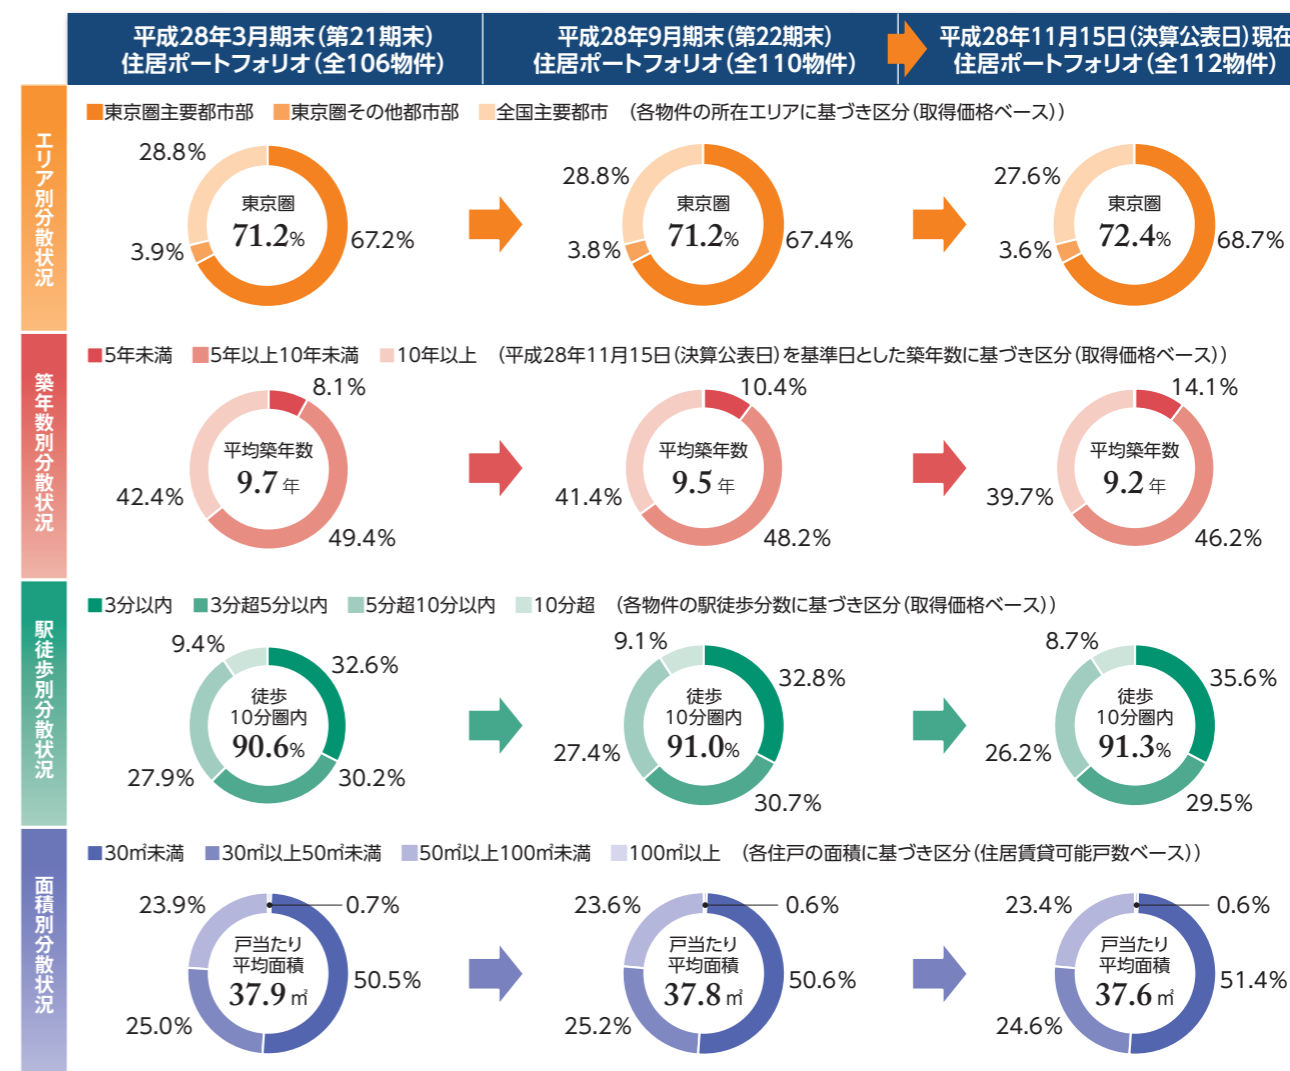 平成28年3月期末（第21期末）
住居ポートフォリオ（全106物件）
平成28年9月期末（第22期末）
住居ポートフォリオ（全110物件）
平成28年11月15日（決算公表日）現在
住居ポートフォリオ（全112物件）
エリア別分散状況
■東京圏主要都市部 ■東京圏その他都市部 ■全国主要都市 （各物件の所在エリアに基づき区分（取得価格ベース））
28.8%
東京圏
71.2%
67.2%
3.9%
28.8%
東京圏
71.2%
67.4%
3.8%
27.6%
東京圏
72.4%
68.7%
3.6%
築年数別分散状況
■5年未満 ■5年以上10年未満 ■10年以上 （平成28年11月15日（決算公表日）を基準日とした築年数に基づき区分（取得価格ベース））
8.1%
平均築年数
9.7年
42.4%
49.4%
10.4%
平均築年数
9.5年
41.4%
48.2%
14.1%
平均築年数
9.2年
39.7%
46.2%
駅徒歩別分散状況
■3分以内 ■3分超5分以内 ■5分超10分以内 ■10分超 （各物件の駅徒歩分数に基づき区分（取得価格ベース））
9.4%
32.6%
徒歩
10分圏内
90.6%
27.9%
30.2%
9.1%
32.8%
徒歩
10分圏内
91.0%
27.4%
30.7%
8.7%
35.6%
徒歩
10分圏内
91.3%
26.2%
29.5%
面積別分散状況
■30㎡未満 ■30㎡以上50㎡未満 ■50㎡以上100㎡未満 ■100㎡以上 （各住戸の面積に基づき区分（住居賃貸可能戸数ベース））
23.9%
0.7%
戸当たり
平均面積
37.9㎡
50.5%
25.0%
23.6%
0.6%
戸当たり
平均面積
37.8㎡
50.6%
25.2%
23.4%
0.6%
戸当たり
平均面積
37.6㎡
51.4%
24.6%